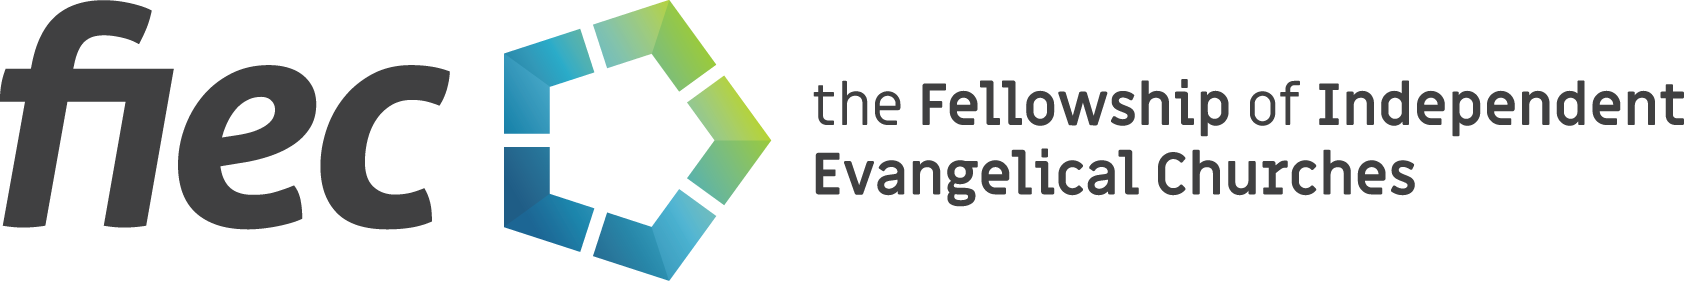 fiec
the Fellowship of Independent
Evangelical Churches